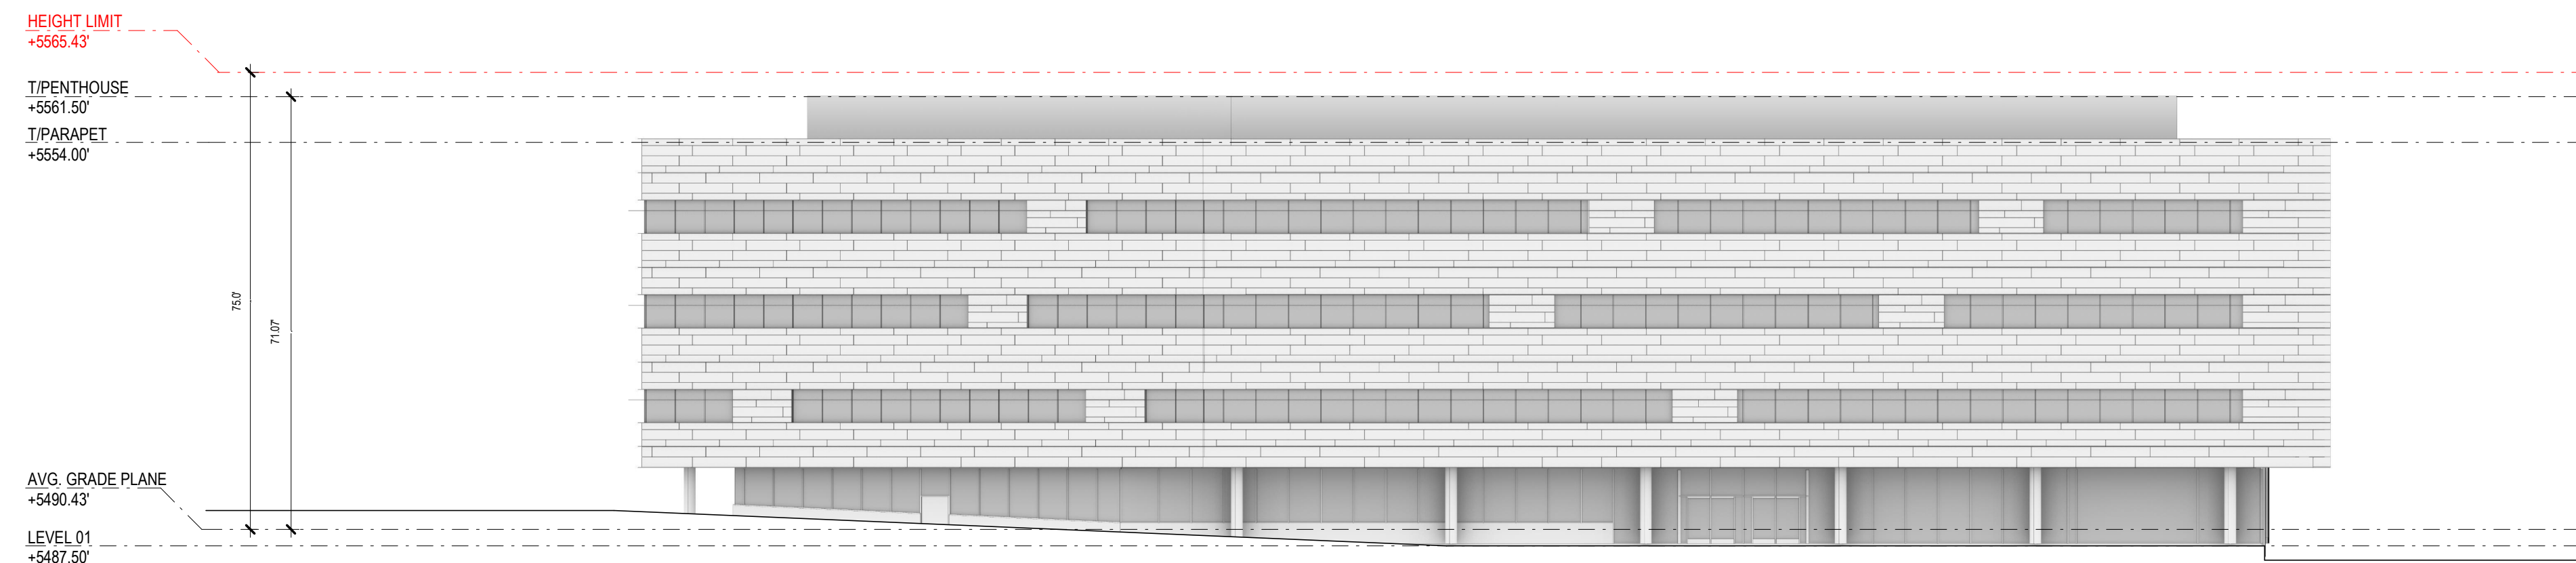 HEIGHT LIMIT
+5565.43'
T/PENTHOUSE
+5561.50'
T/PARAPET
+5554.00'
75.0'
71.07'
AVG. GRADE PLANE
+5490.43'
LEVEL 01
+5487.50'